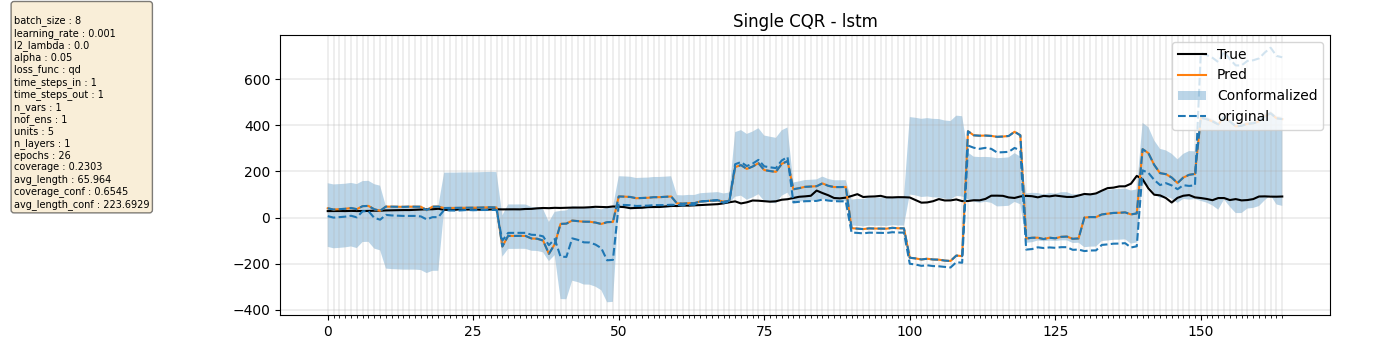 batch_size : 8
learning_rate : 0.001
l2_lambda : 0.0
alpha : 0.05
loss_func : qd
time_steps_in : 1
time_steps_out : 1
n_vars : 1
nof_ens : 1
units : 5
n_layers : 1
epochs : 26
coverage : 0.2303
avg_length : 65.964
coverage_conf : 0.6545
avg_length_conf : 223.6929
Single CQR - lstm
True
Pred
Conformalized
original
600
400
200
0
−200
−400
0 25 50 75 100 125 150